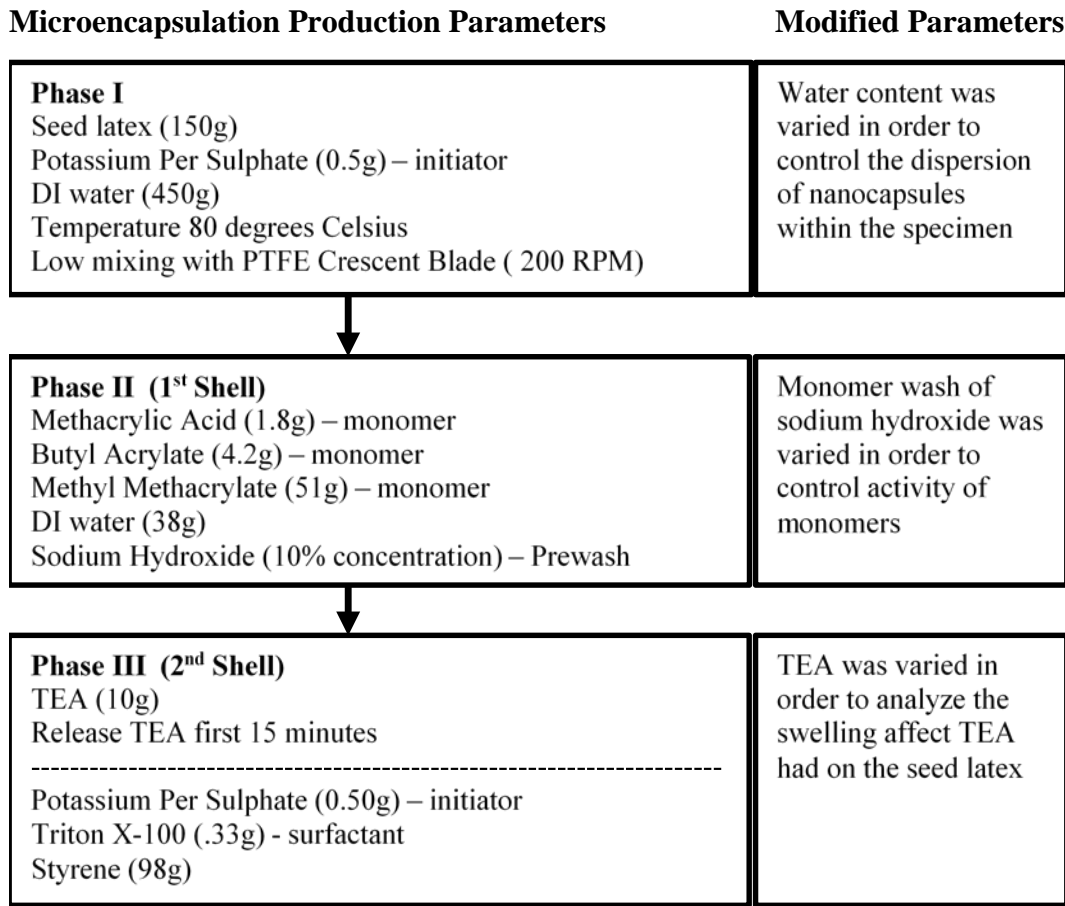 Microencapsulation Production Parameters
Modified Parameters
Phase I
Seed latex (150g)
Potassium Per Sulphate (0.5g) – initiator
DI water (450g)
Temperature 80 degrees Celsius
Low mixing with PTFE Crescent Blade ( 200 RPM)
Water content was
varied in order to
control the dispersion
of nanocapsules
within the specimen
Phase II (1st Shell)
Methacrylic Acid (1.8g) – monomer
Butyl Acrylate (4.2g) – monomer
Methyl Methacrylate (51g) – monomer
DI water (38g)
Sodium Hydroxide (10% concentration) – Prewash
Monomer wash of
sodium hydroxide was
varied in order to
control activity of
monomers
Phase III (2nd Shell)
TEA (10g)
Release TEA first 15 minutes
-----------------------------------------------------------------------
Potassium Per Sulphate (0.50g) – initiator
Triton X-100 (.33g) - surfactant
Styrene (98g)
TEA was varied in
order to analyze the
swelling affect TEA
had on the seed latex